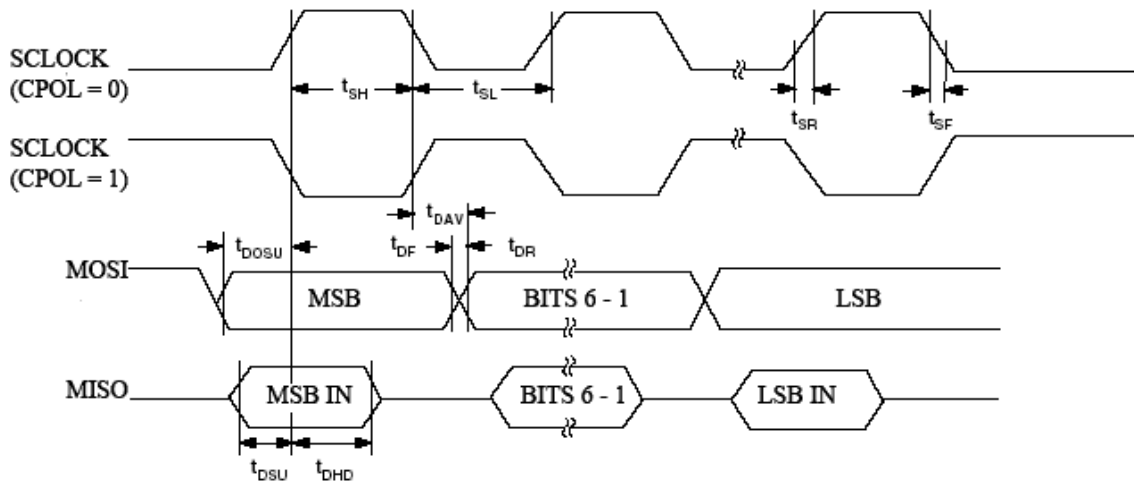 SCLOCK
(CPOL = 0)
tSH
tSL
tSR
tSF
SCLOCK
(CPOL = 1)
tDAV
tDOSU
tDF
tDR
MOSI
MSB
BITS 6 - 1
LSB
MISO
MSB IN
BITS 6 - 1
LSB IN
tDSU
tDHD